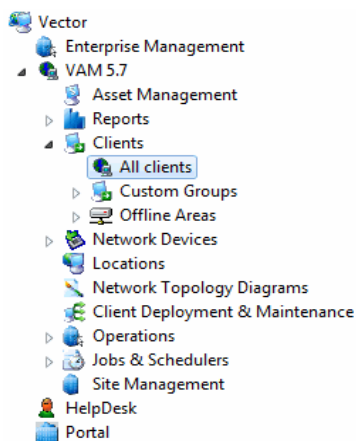 Vector
Enterprise Management
VAM 5.7
Asset Management
Reports
Clients
All clients
Custom Groups
Offline Areas
Network Devices
Locations
Network Topology Diagrams
Client Deployment & Maintenance
Operations
Jobs & Schedulers
Site Management
HelpDesk
Portal